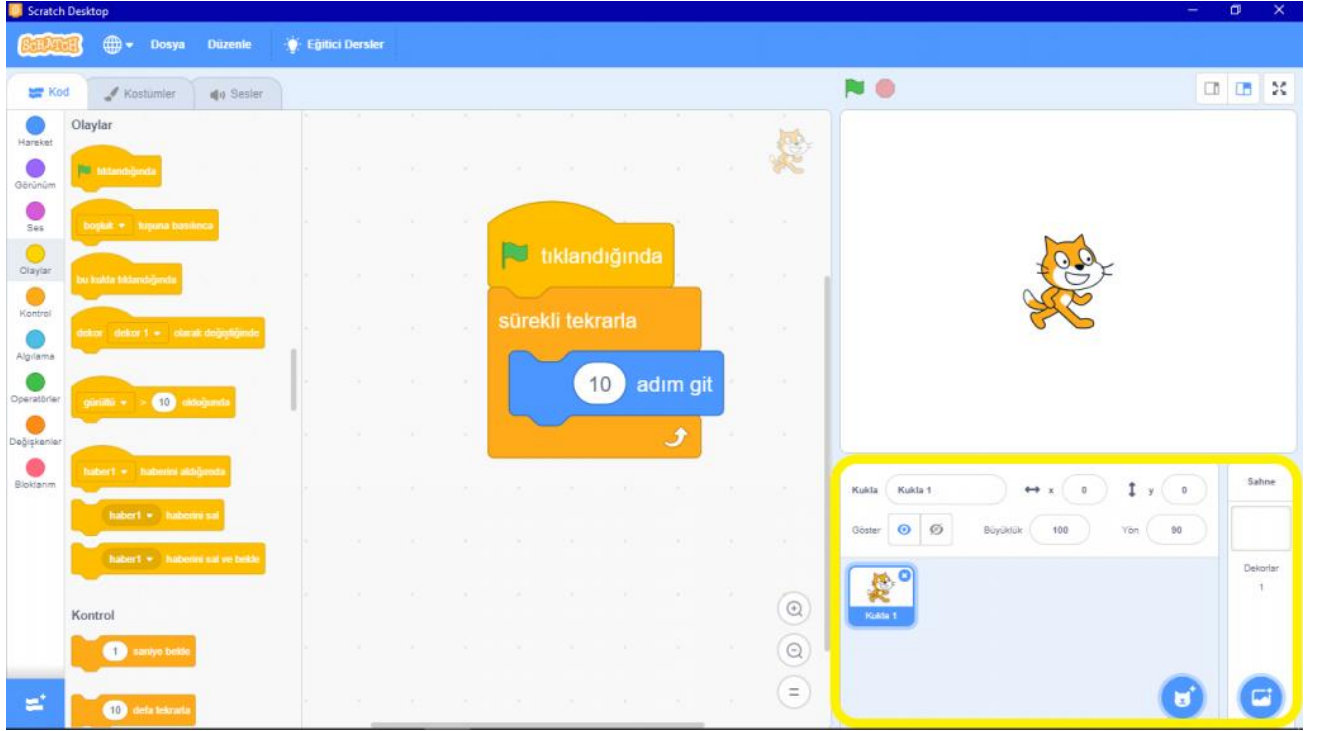 Scratch Desktop
SCRATCH Dosya Düzenle Eğitici Dersler
Kod Kostümler Sesler
Hareket
Görünüm
Ses
Olaylar
Kontrol
Algılama
Operatörler
Değişkenler
Bloklarım
Olaylar
tıklandığında
boşluk tuşuna basılınca
bu kukla tıklandığında
dekor dekor 1 olarak değiştiğinde
gürültü > 10 olduğunda
haber1 haberini aldığında
haber1 haberini sal
haber1 haberini sal ve bekle
Kontrol
1 saniye bekle
10 defa tekrarla
tıklandığında
sürekli tekrarla
10 adım git
Kukla Kukla 1 x 0 y 0
Göster Büyüklük 100 Yön 90
Kukla 1
Sahne
Dekorlar
1